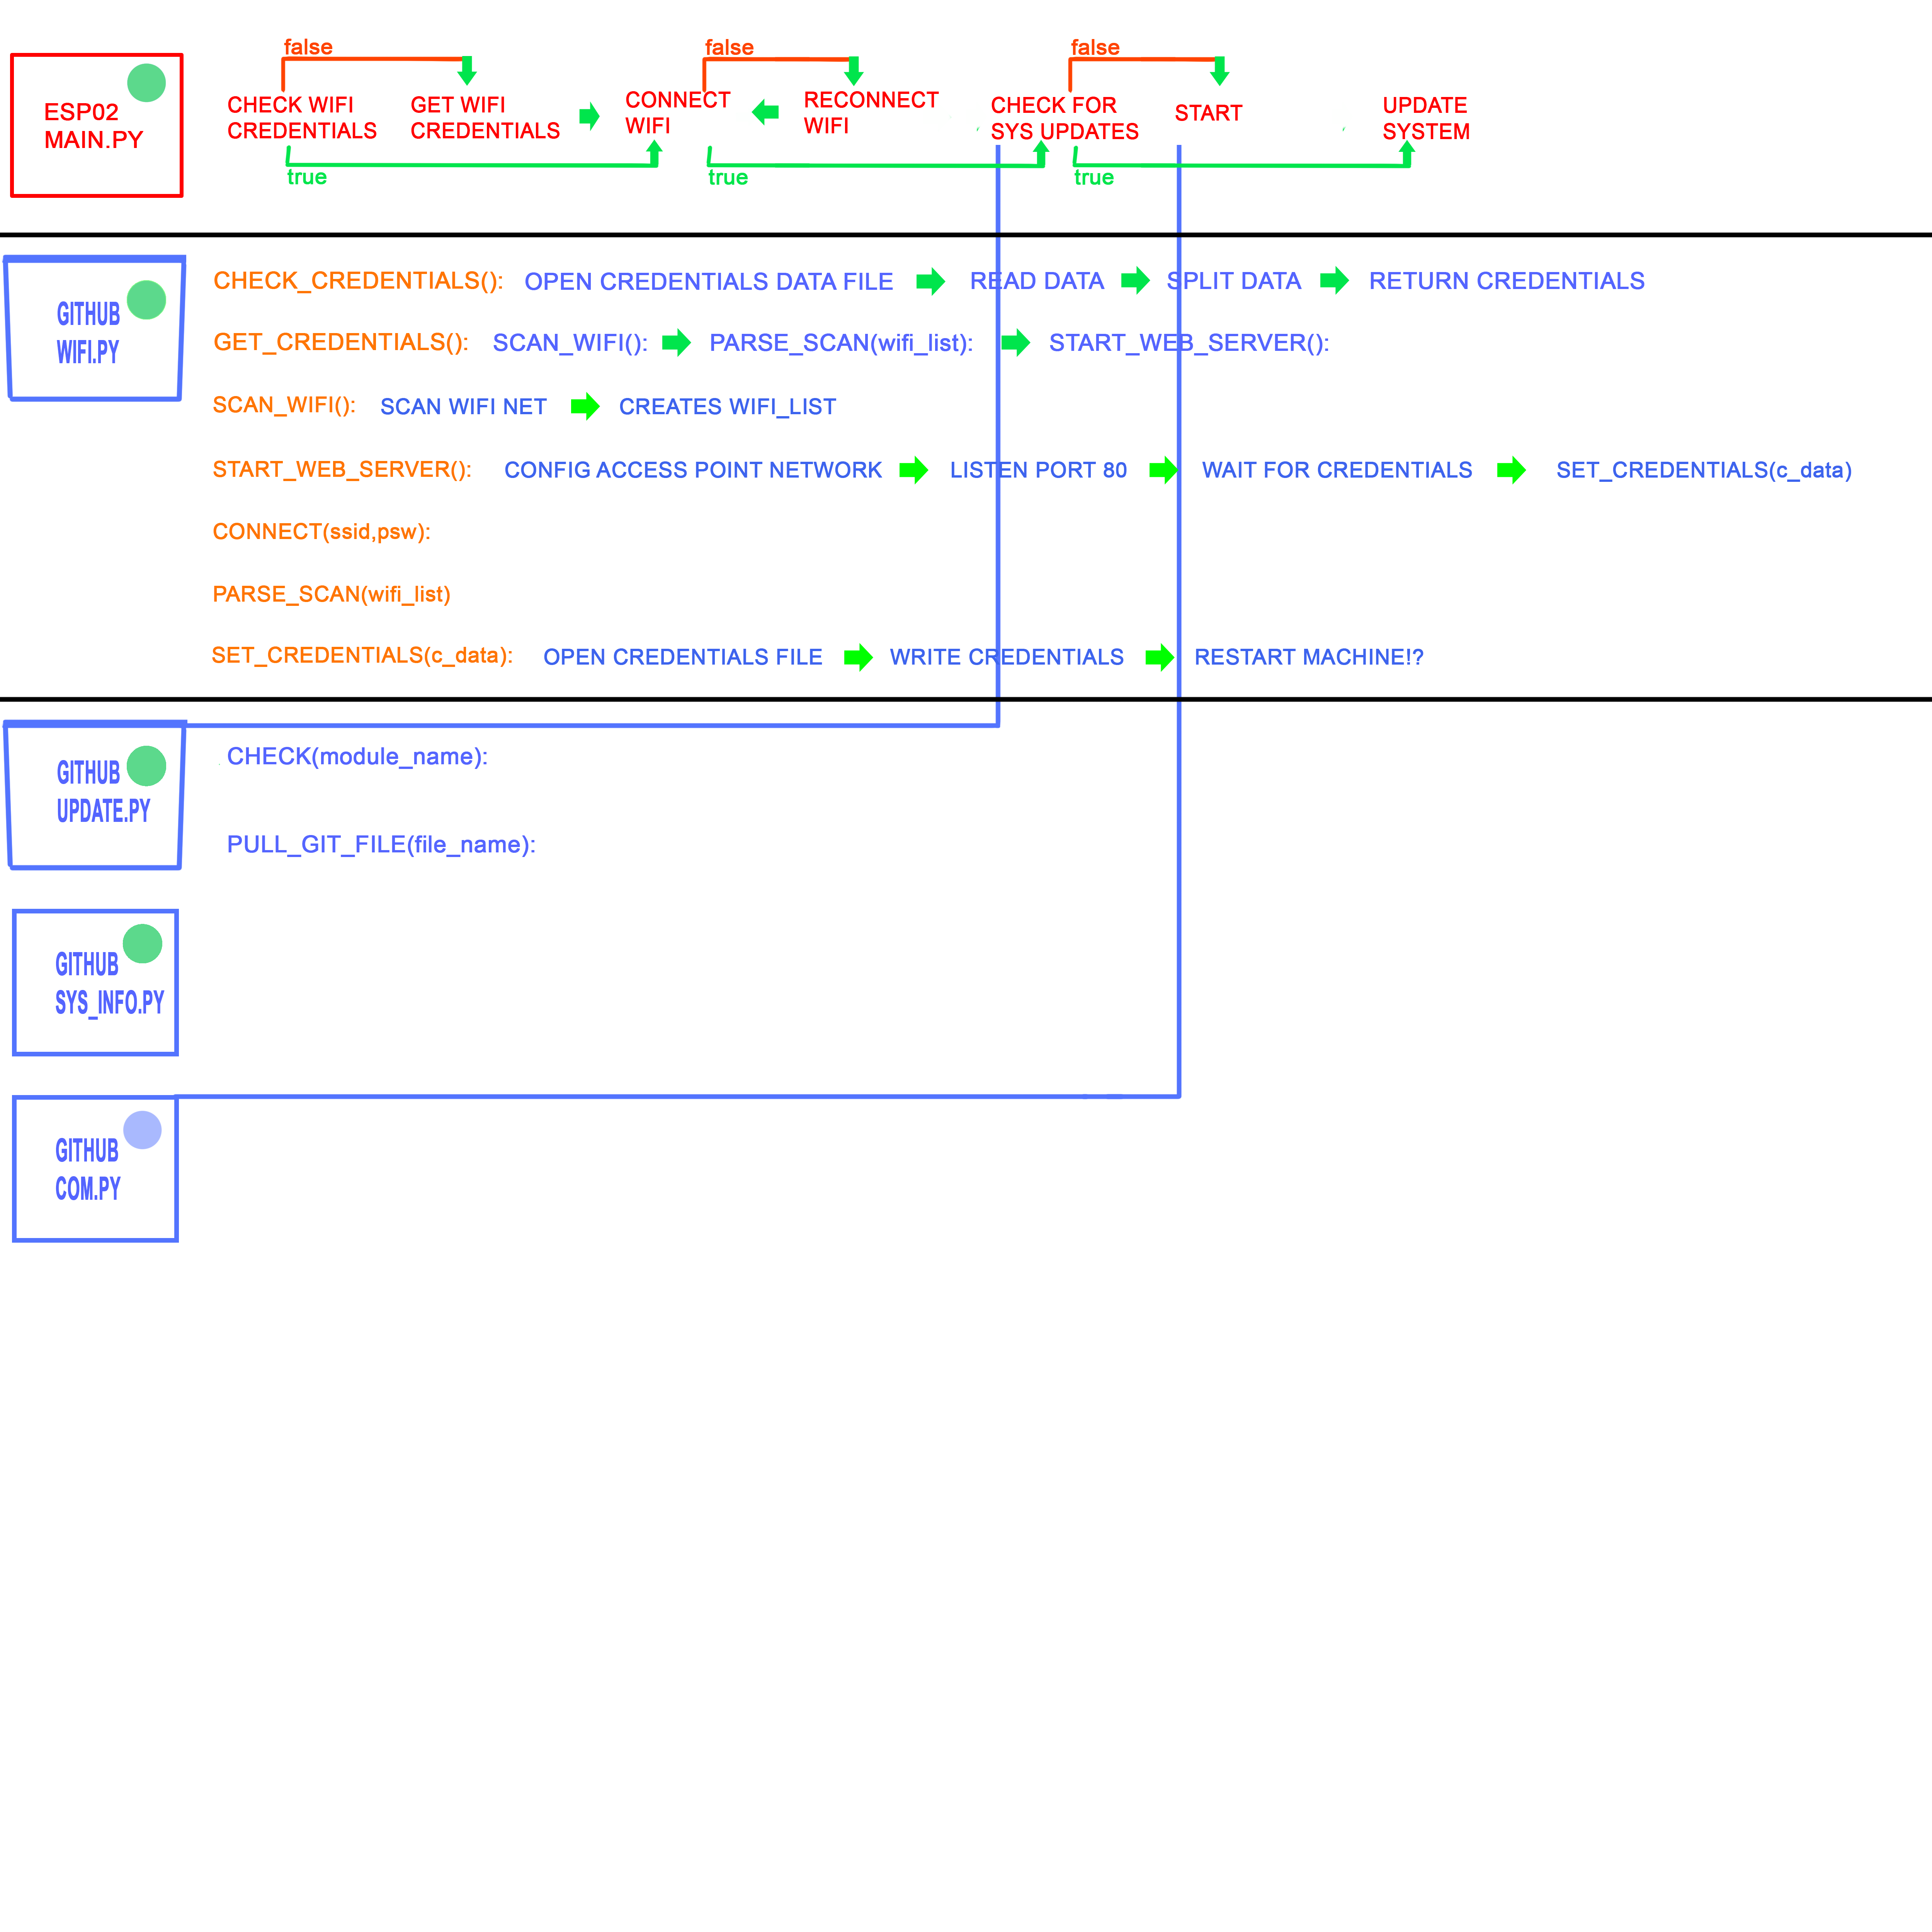 false
false
false
ESP02
MAIN.PY
CHECK WIFI
CREDENTIALS
GET WIFI
CREDENTIALS
CONNECT
WIFI
RECONNECT
WIFI
CHECK FOR
SYS UPDATES
START
UPDATE
SYSTEM
true
true
true
GITHUB
WIFI.PY
CHECK_CREDENTIALS(): OPEN CREDENTIALS DATA FILE READ DATA SPLIT DATA RETURN CREDENTIALS
GET_CREDENTIALS(): SCAN_WIFI(): PARSE_SCAN(wifi_list): START_WEB_SERVER():
SCAN_WIFI(): SCAN WIFI NET CREATES WIFI_LIST
START_WEB_SERVER(): CONFIG ACCESS POINT NETWORK LISTEN PORT 80 WAIT FOR CREDENTIALS SET_CREDENTIALS(c_data)
CONNECT(ssid,psw):
PARSE_SCAN(wifi_list)
SET_CREDENTIALS(c_data): OPEN CREDENTIALS FILE WRITE CREDENTIALS RESTART MACHINE!?
GITHUB
UPDATE.PY
CHECK(module_name):
PULL_GIT_FILE(file_name):
GITHUB
SYS_INFO.PY
GITHUB
COM.PY